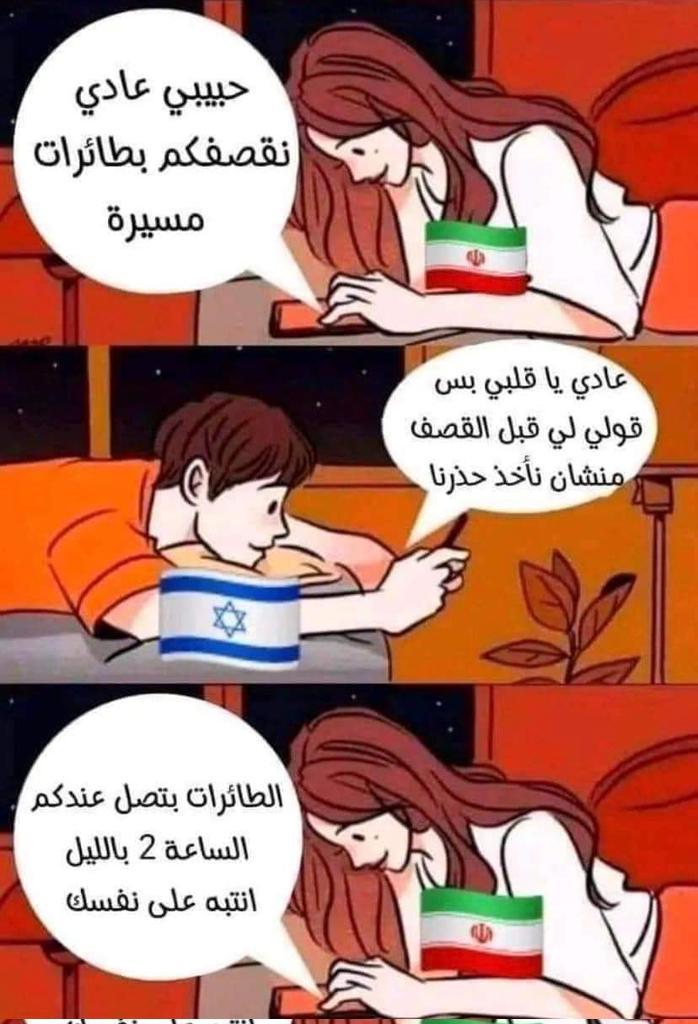 حبيبي عادي
نقصفكم بطائرات
مسيرة
عادي يا قلبي بس
قولي لي قبل القصف
منشان نأخذ حذرنا
الطائرات بتصل عندكم
الساعة 2 بالليل
انتبه على نفسك